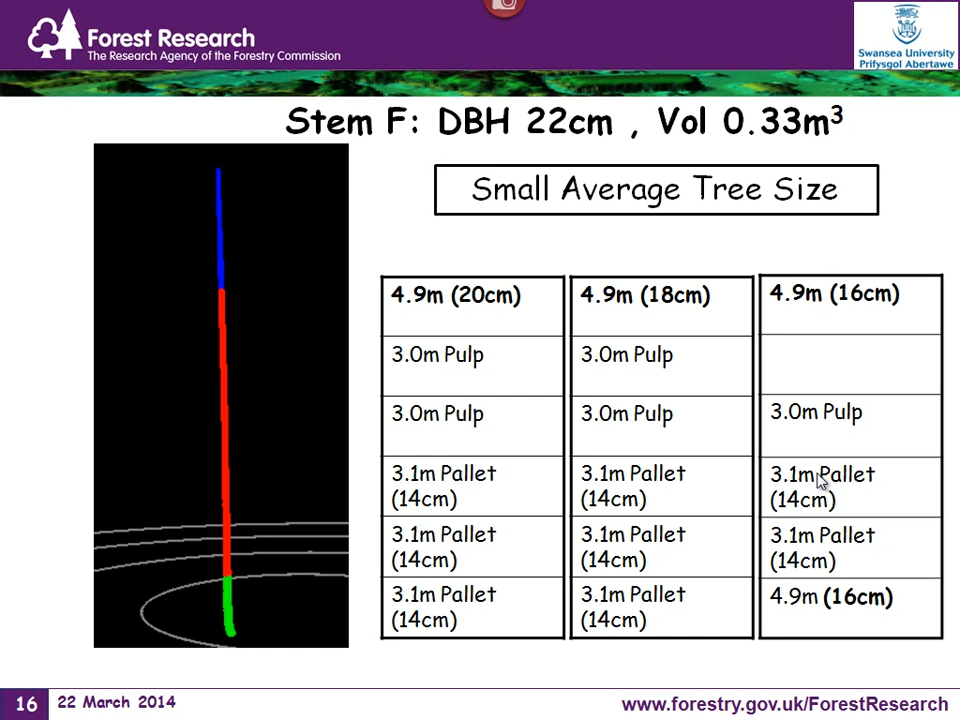 Forest Research
The Research Agency of the Forestry Commission
Swansea University
Prifysgol Abertawe
Stem F: DBH 22cm , Vol 0.33m³
Small Average Tree Size
4.9m (20cm)
3.0m Pulp
3.0m Pulp
3.1m Pallet
(14cm)
3.1m Pallet
(14cm)
3.1m Pallet
(14cm)
4.9m (18cm)
3.0m Pulp
3.0m Pulp
3.1m Pallet
(14cm)
3.1m Pallet
(14cm)
3.1m Pallet
(14cm)
4.9m (16cm)
3.0m Pulp
3.1m Pallet
(14cm)
3.1m Pallet
(14cm)
4.9m (16cm)
16
22 March 2014
www.forestry.gov.uk/ForestResearch